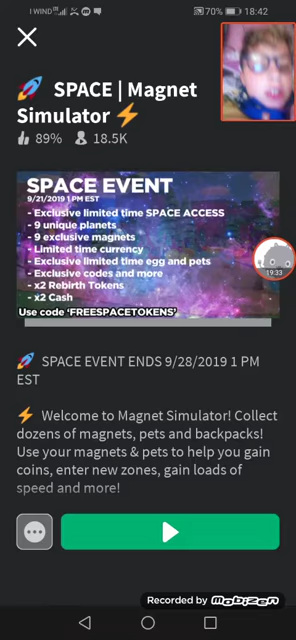 I WIND
70% 18:42
🚀 SPACE | Magnet
Simulator ⚡
89% 18.5K
SPACE EVENT
9/21/2019 1 PM EST
- Exclusive limited time SPACE ACCESS
- 9 unique planets
- 9 exclusive magnets
- Limited time currency
- Exclusive limited time egg and pets
- Exclusive codes and more
- x2 Rebirth Tokens
- x2 Cash
Use code 'FREESPACETOKENS'
19:33
🚀 SPACE EVENT ENDS 9/28/2019 1 PM
EST
⚡ Welcome to Magnet Simulator! Collect
dozens of magnets, pets and backpacks!
Use your magnets & pets to help you gain
coins, enter new zones, gain loads of
speed and more!
Recorded by MOBIZEN